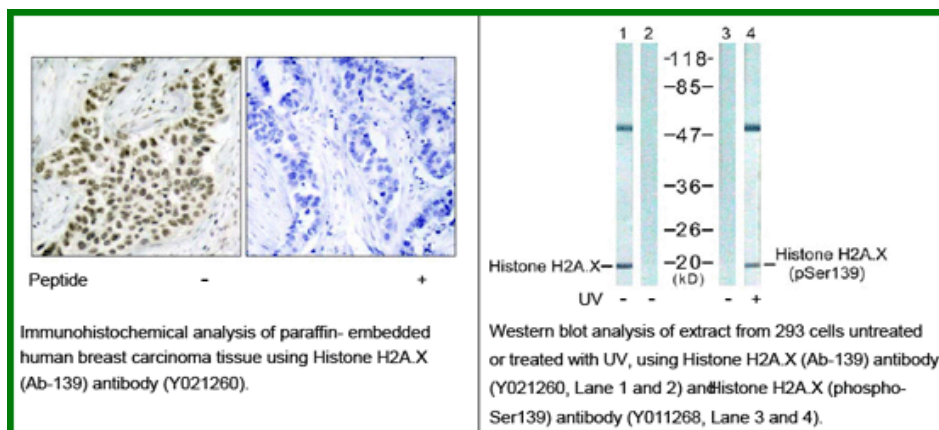 Peptide - +
Immunohistochemical analysis of paraffin- embedded
human breast carcinoma tissue using Histone H2A.X
(Ab-139) antibody (Y021260).
1 2 3 4
-118-
-85-
-47-
-36-
-26-
Histone H2A.X- -20- -Histone H2A.X
(kD) (pSer139)
UV - - - +
Western blot analysis of extract from 293 cells untreated
or treated with UV, using Histone H2A.X (Ab-139) antibody
(Y021260, Lane 1 and 2) andHistone H2A.X (phospho-
Ser139) antibody (Y011268, Lane 3 and 4).